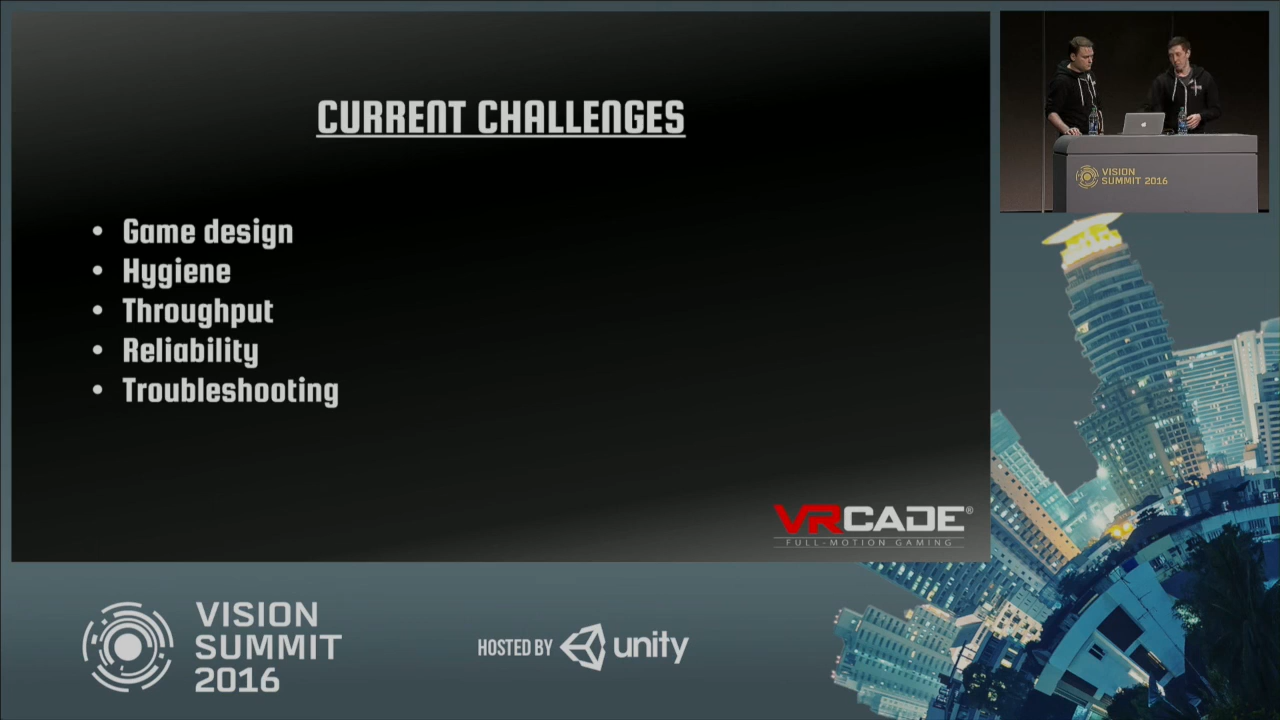 CURRENT CHALLENGES
• Game design
• Hygiene
• Throughput
• Reliability
• Troubleshooting
VRCADE®
FULL-MOTION GAMING
VISION
SUMMIT 2016
VISION
SUMMIT
2016
HOSTED BY unity